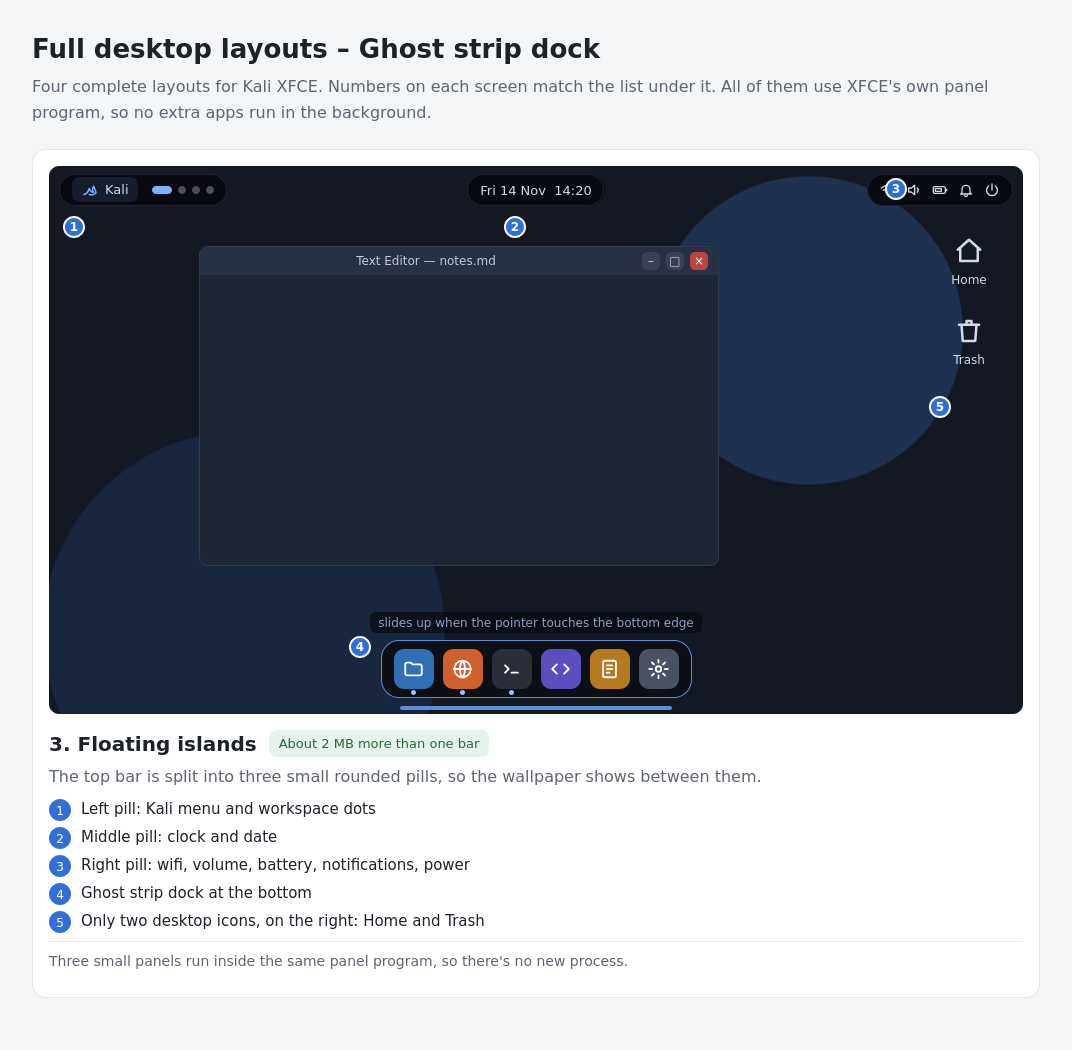 Full desktop layouts – Ghost strip dock
Four complete layouts for Kali XFCE. Numbers on each screen match the list under it. All of them use XFCE's own panel
program, so no extra apps run in the background.
Kali
Fri 14 Nov 14:20
3
1
2
Text Editor — notes.md
Home
Trash
5
slides up when the pointer touches the bottom edge
4
3. Floating islands
About 2 MB more than one bar
The top bar is split into three small rounded pills, so the wallpaper shows between them.
1 Left pill: Kali menu and workspace dots
2 Middle pill: clock and date
3 Right pill: wifi, volume, battery, notifications, power
4 Ghost strip dock at the bottom
5 Only two desktop icons, on the right: Home and Trash
Three small panels run inside the same panel program, so there's no new process.